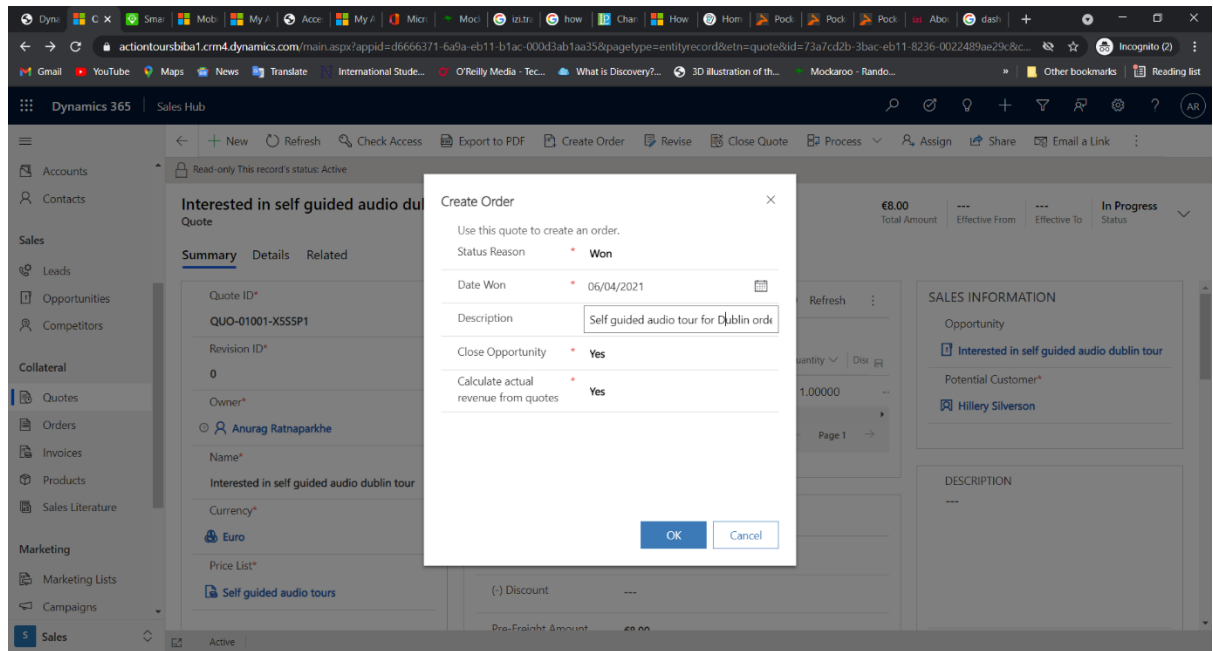 Dyna
C
Smar
Mobi
My A
Acce
My A
Micro
Mock
izi.tra
how
Chan
How
Hom
Pock
Pock
Pock
Abou
dash
actiontoursbiba1.crm4.dynamics.com/main.aspx?appid=d6666371-6a9a-eb11-b1ac-000d3ab1aa35&pagetype=entityrecord&etn=quote&id=73a7cd2b-3bac-eb11-8236-0022489ae29c&c...
Incognito (2)
Gmail YouTube Maps News Translate International Stude... O'Reilly Media - Tec... What is Discovery?... 3D illustration of th... Mockaroo - Rando... » Other bookmarks Reading list
Dynamics 365 Sales Hub AR
New Refresh Check Access Export to PDF Create Order Revise Close Quote Process Assign Share Email a Link
Read-only This record's status: Active
Accounts
Contacts
Sales
Leads
Opportunities
Competitors
Collateral
Quotes
Orders
Invoices
Products
Sales Literature
Marketing
Marketing Lists
Campaigns
S Sales
Interested in self guided audio dul
Quote
€8.00 --- --- In Progress
Total Amount Effective From Effective To Status
Summary Details Related
Quote ID*
QUO-01001-X5S5P1
Revision ID*
0
Owner*
Anurag Ratnaparkhe
Name*
Interested in self guided audio dublin tour
Currency*
Euro
Price List*
Self guided audio tours
Create Order
Use this quote to create an order.
Status Reason * Won
Date Won * 06/04/2021
Description Self guided audio tour for Dublin orde
Close Opportunity * Yes
Calculate actual * Yes
revenue from quotes
OK Cancel
Refresh
uantity Disc
1.00000
Page 1
(-) Discount ---
Pre-Freight Amount €8.00
SALES INFORMATION
Opportunity
Interested in self guided audio dublin tour
Potential Customer*
Hillery Silverson
DESCRIPTION
---
Active